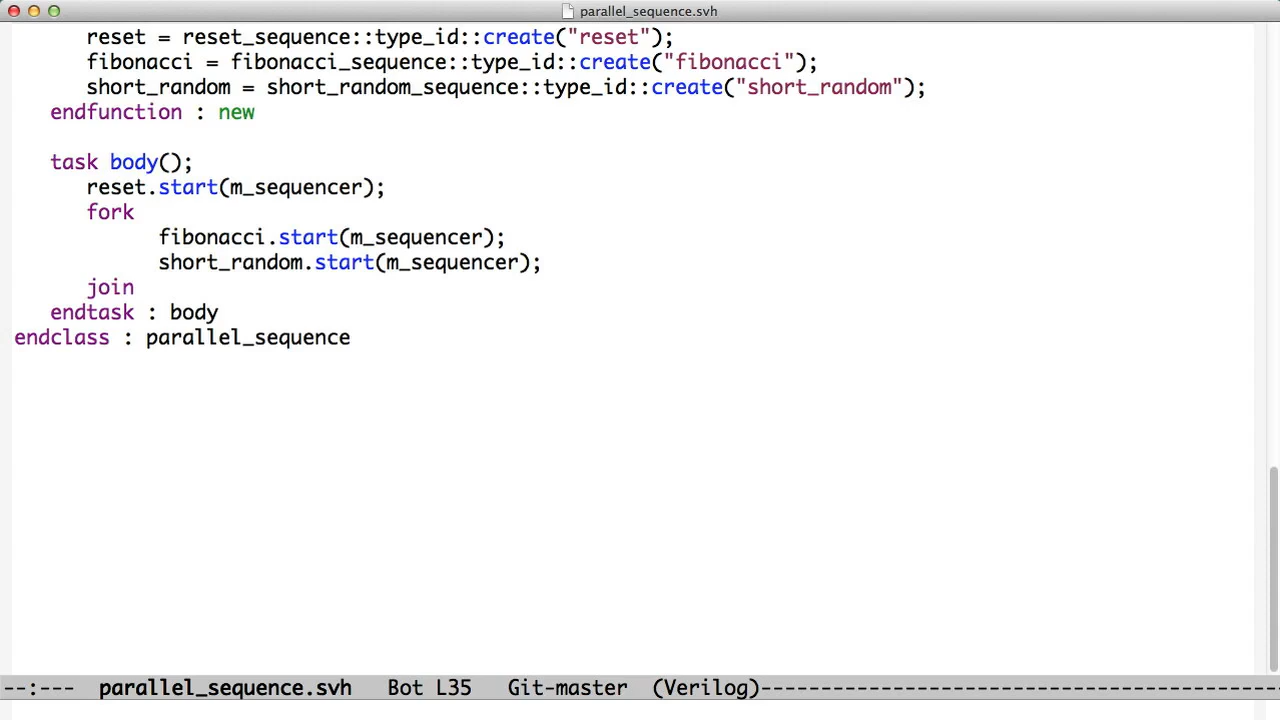 parallel_sequence.svh
reset = reset_sequence::type_id::create("reset");
fibonacci = fibonacci_sequence::type_id::create("fibonacci");
short_random = short_random_sequence::type_id::create("short_random");
endfunction : new
task body();
reset.start(m_sequencer);
fork
fibonacci.start(m_sequencer);
short_random.start(m_sequencer);
join
endtask : body
endclass : parallel_sequence
--:--- parallel_sequence.svh Bot L35 Git-master (Verilog)--------------------------------------------